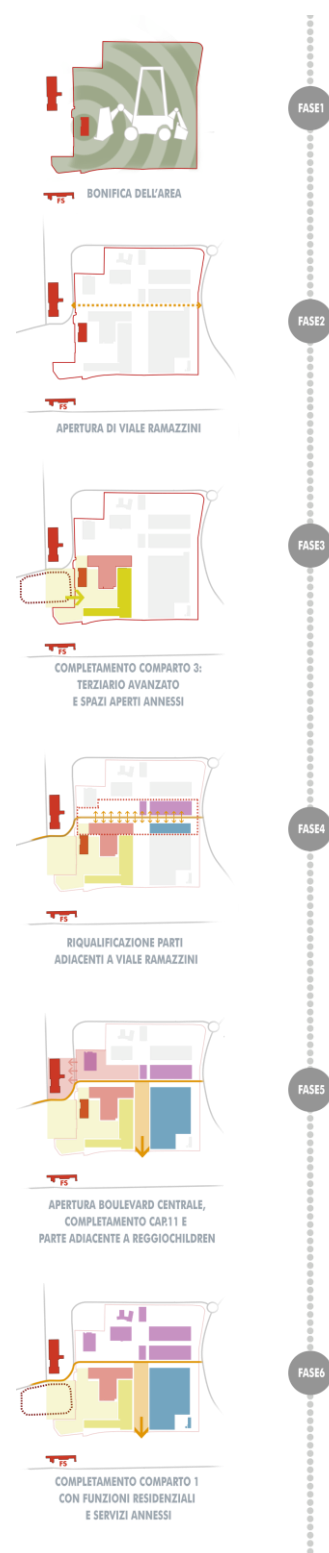 FASE1
FS
BONIFICA DELL'AREA
FASE2
FS
APERTURA DI VIALE RAMAZZINI
FASE3
FS
COMPLETAMENTO COMPARTO 3:
TERZIARIO AVANZATO
E SPAZI APERTI ANNESSI
FASE4
FS
RIQUALIFICAZIONE PARTI
ADIACENTI A VIALE RAMAZZINI
FASE5
FS
APERTURA BOULEVARD CENTRALE,
COMPLETAMENTO CAP.11 E
PARTE ADIACENTE A REGGIOCHILDREN
FASE6
FS
COMPLETAMENTO COMPARTO 1
CON FUNZIONI RESIDENZIALI
E SERVIZI ANNESSI